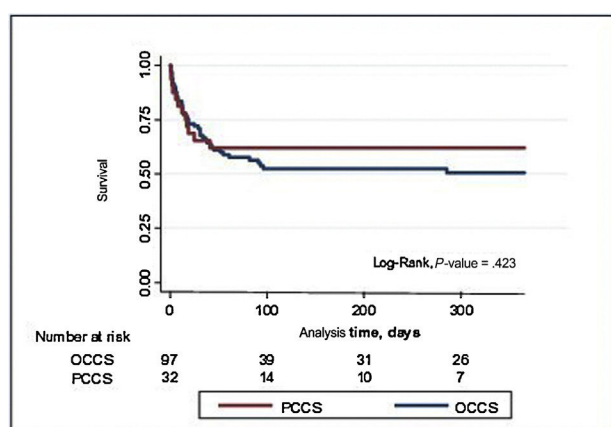 1.00
0.75
0.50
0.25
0.00
Survival
Log-Rank, P-value = .423
0 100 200 300
Analysis time, days
Number at risk
OCCS 97 39 31 26
PCCS 32 14 10 7
PCCS OCCS